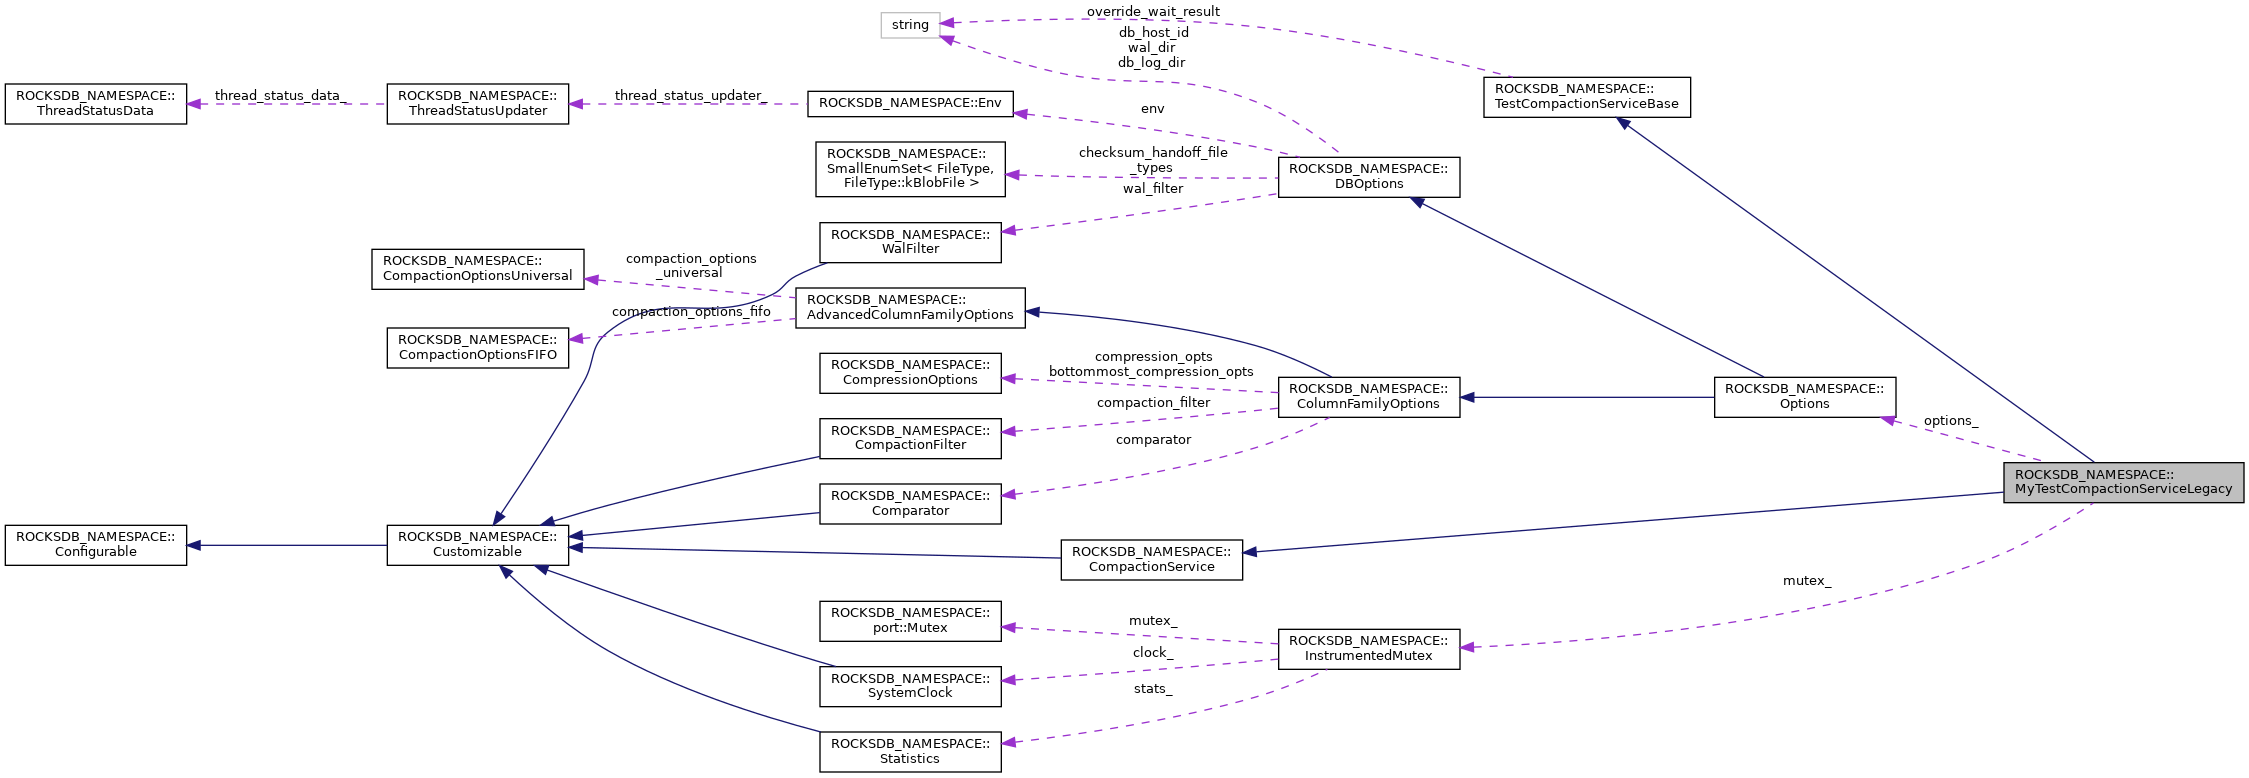 override_wait_result
string
db_host_id
wal_dir
db_log_dir
ROCKSDB_NAMESPACE::
ThreadStatusData
thread_status_data_
ROCKSDB_NAMESPACE::
ThreadStatusUpdater
thread_status_updater_
ROCKSDB_NAMESPACE::Env
env
ROCKSDB_NAMESPACE::
TestCompactionServiceBase
ROCKSDB_NAMESPACE::
SmallEnumSet< FileType,
FileType::kBlobFile >
checksum_handoff_file
_types
wal_filter
ROCKSDB_NAMESPACE::
DBOptions
ROCKSDB_NAMESPACE::
WalFilter
ROCKSDB_NAMESPACE::
CompactionOptionsUniversal
compaction_options
_universal
ROCKSDB_NAMESPACE::
AdvancedColumnFamilyOptions
compaction_options_fifo
ROCKSDB_NAMESPACE::
CompactionOptionsFIFO
ROCKSDB_NAMESPACE::
CompressionOptions
compression_opts
bottommost_compression_opts
ROCKSDB_NAMESPACE::
ColumnFamilyOptions
ROCKSDB_NAMESPACE::
Options
options_
compaction_filter
ROCKSDB_NAMESPACE::
CompactionFilter
comparator
ROCKSDB_NAMESPACE::
MyTestCompactionServiceLegacy
ROCKSDB_NAMESPACE::
Comparator
ROCKSDB_NAMESPACE::
Configurable
ROCKSDB_NAMESPACE::
Customizable
ROCKSDB_NAMESPACE::
CompactionService
mutex_
ROCKSDB_NAMESPACE::
port::Mutex
mutex_
ROCKSDB_NAMESPACE::
InstrumentedMutex
clock_
ROCKSDB_NAMESPACE::
SystemClock
stats_
ROCKSDB_NAMESPACE::
Statistics